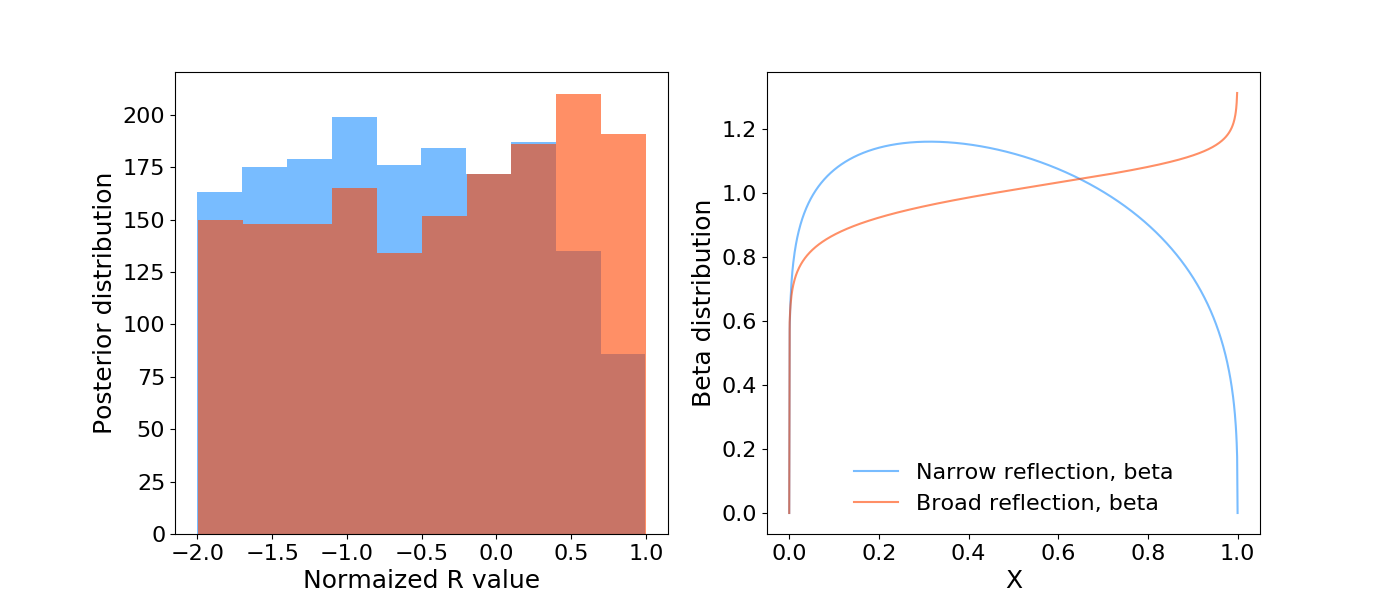 Posterior distribution
200
175
150
125
100
75
50
25
0
−2.0 −1.5 −1.0 −0.5 0.0 0.5 1.0
Normaized R value
Beta distribution
1.2
1.0
0.8
0.6
0.4
0.2
0.0
Narrow reflection, beta
Broad reflection, beta
0.0 0.2 0.4 0.6 0.8 1.0
X